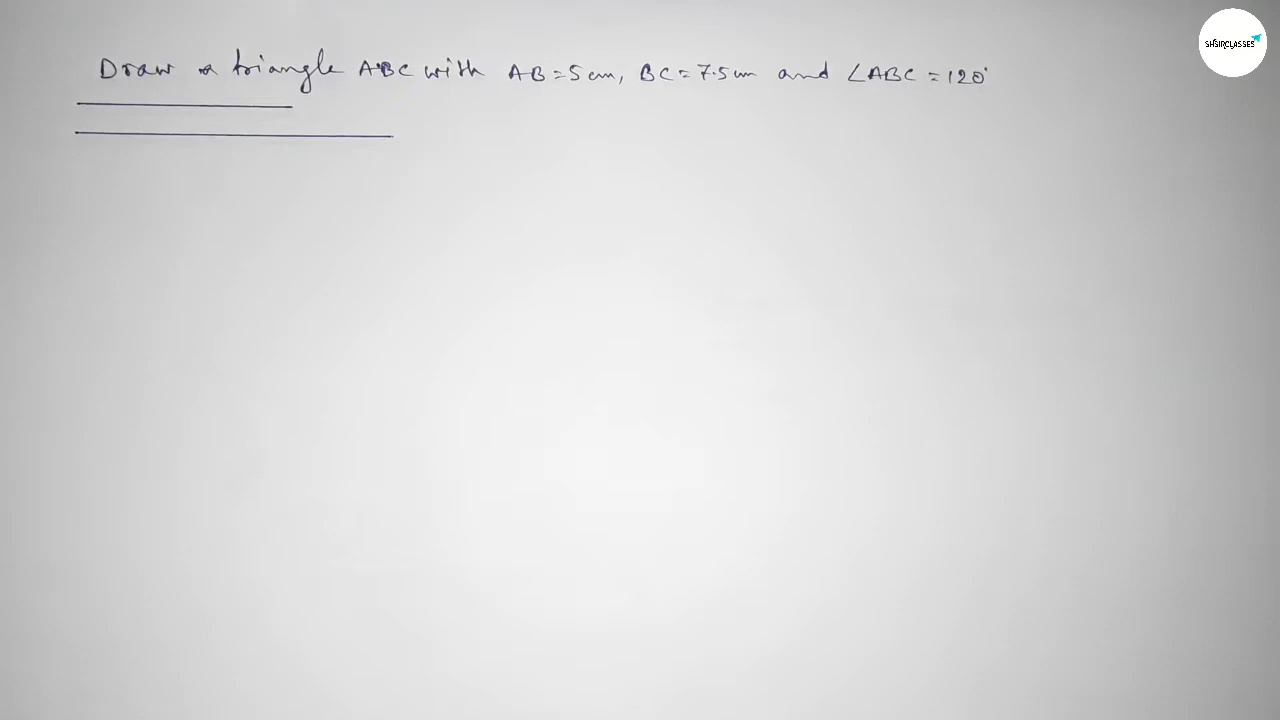 Draw a triangle ABC with AB = 5 cm, BC = 7.5 cm and ∠ABC = 120°
SHSIRCLASSES